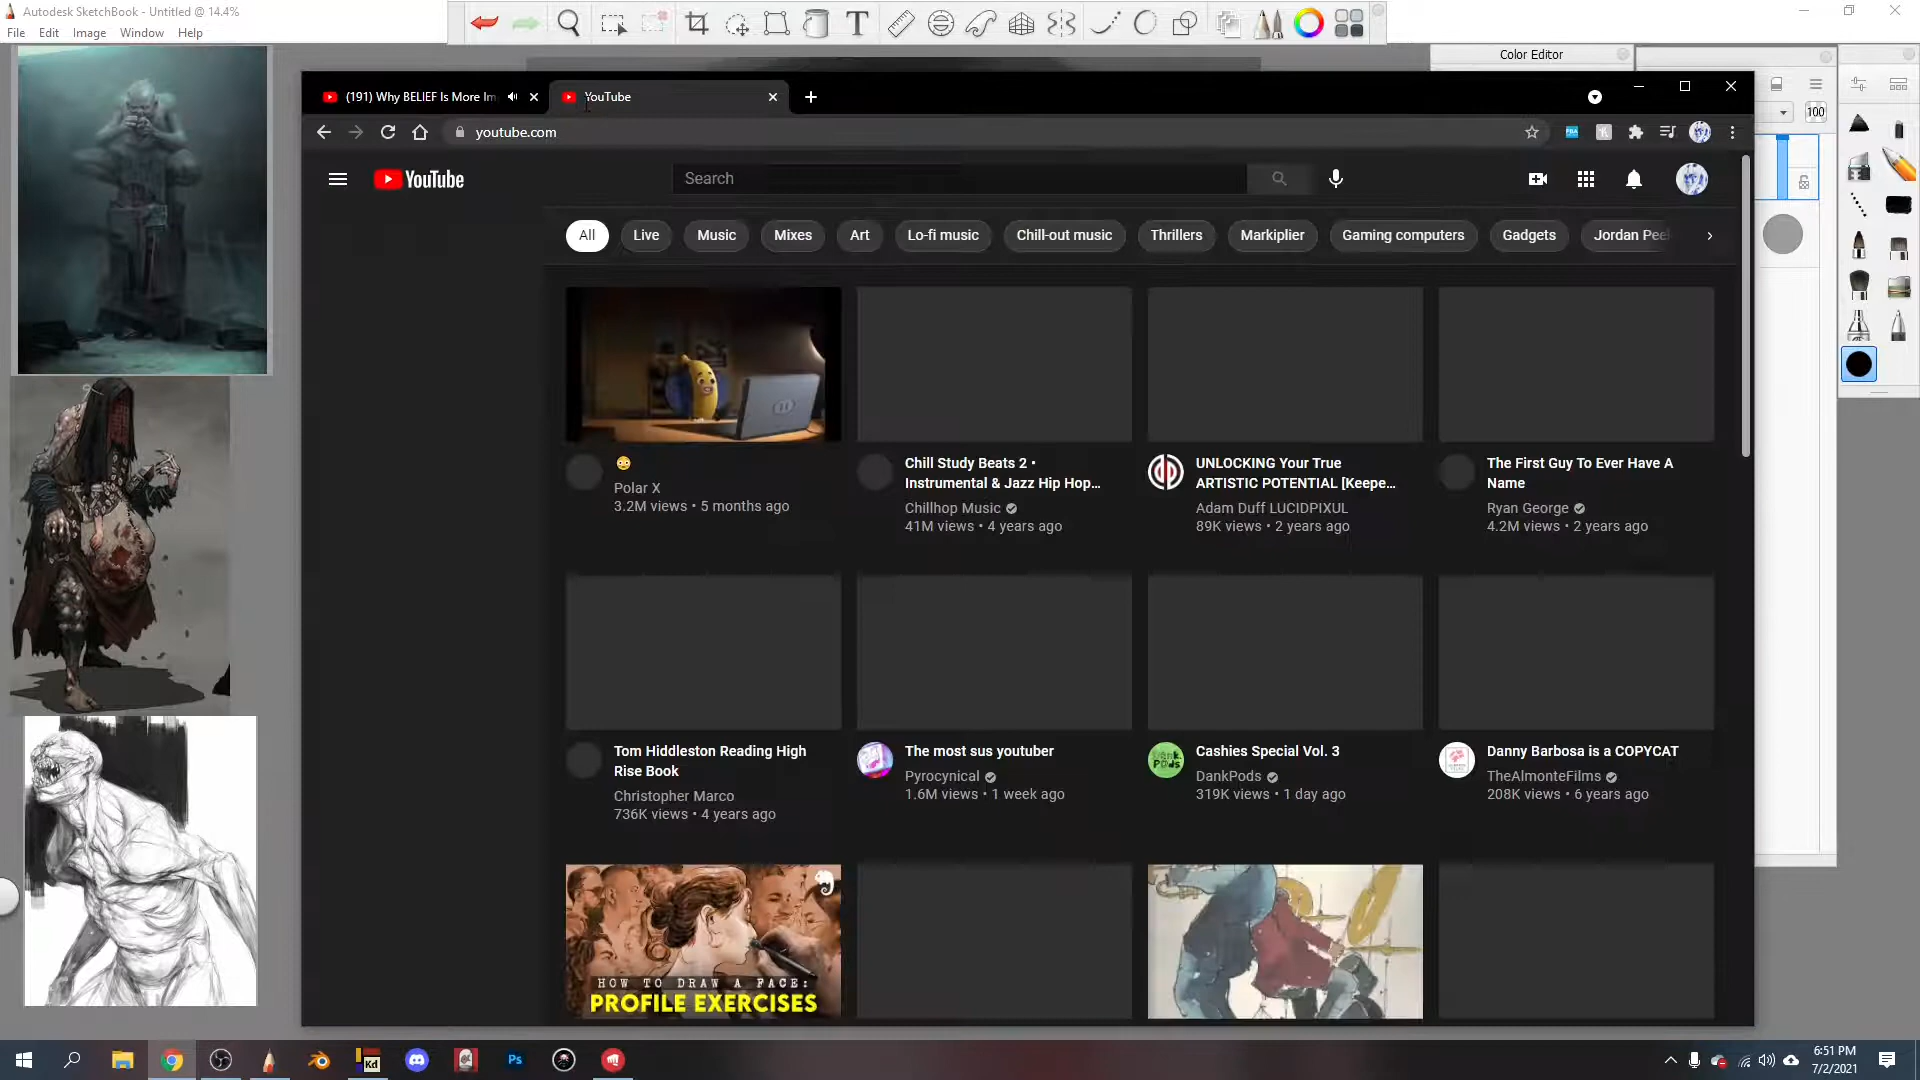 Autodesk SketchBook - Untitled @ 14.4%
File Edit Image Window Help
T
Color Editor
(191) Why BELIEF Is More Im
YouTube
100
youtube.com
YouTube
Search
All Live Music Mixes Art Lo-fi music Chill-out music Thrillers Markiplier Gaming computers Gadgets Jordan Peel
😳
Polar X
3.2M views • 5 months ago
Chill Study Beats 2 •
Instrumental & Jazz Hip Hop...
Chillhop Music
41M views • 4 years ago
UNLOCKING Your True
ARTISTIC POTENTIAL [Keepe...
Adam Duff LUCIDPIXUL
89K views • 2 years ago
The First Guy To Ever Have A
Name
Ryan George
4.2M views • 2 years ago
Tom Hiddleston Reading High
Rise Book
Christopher Marco
736K views • 4 years ago
The most sus youtuber
Pyrocynical
1.6M views • 1 week ago
Cashies Special Vol. 3
DankPods
319K views • 1 day ago
Danny Barbosa is a COPYCAT
TheAlmonteFilms
208K views • 6 years ago
HOW TO DRAW A FACE:
PROFILE EXERCISES
Kd
Ps
6:51 PM
7/2/2021